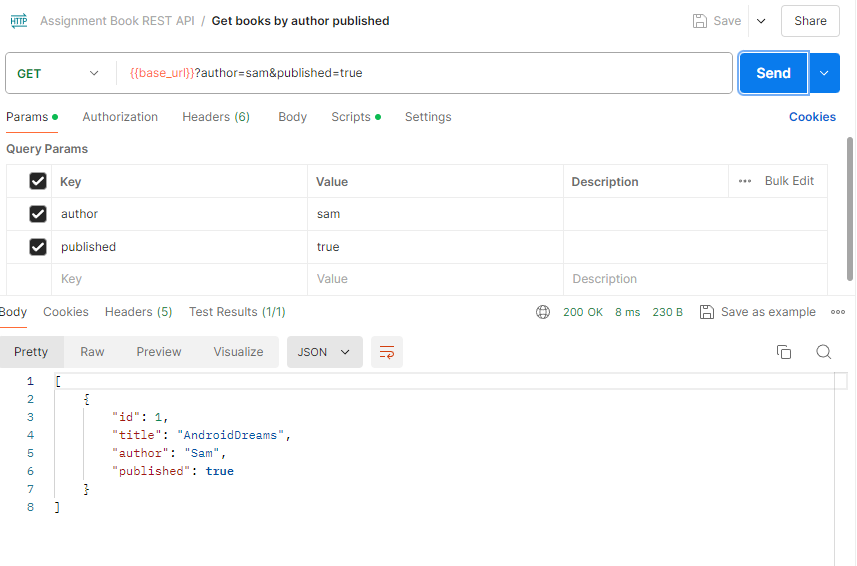 HTTP Assignment Book REST API / Get books by author published Save Share
GET {{base_url}}?author=sam&published=true Send
Params Authorization Headers (6) Body Scripts Settings Cookies
Query Params
Key Value Description ••• Bulk Edit
author sam
published true
Key Value Description
Body Cookies Headers (5) Test Results (1/1) 200 OK 8 ms 230 B Save as example
Pretty Raw Preview Visualize JSON
1 [
2 {
3 "id": 1,
4 "title": "AndroidDreams",
5 "author": "Sam",
6 "published": true
7 }
8 ]